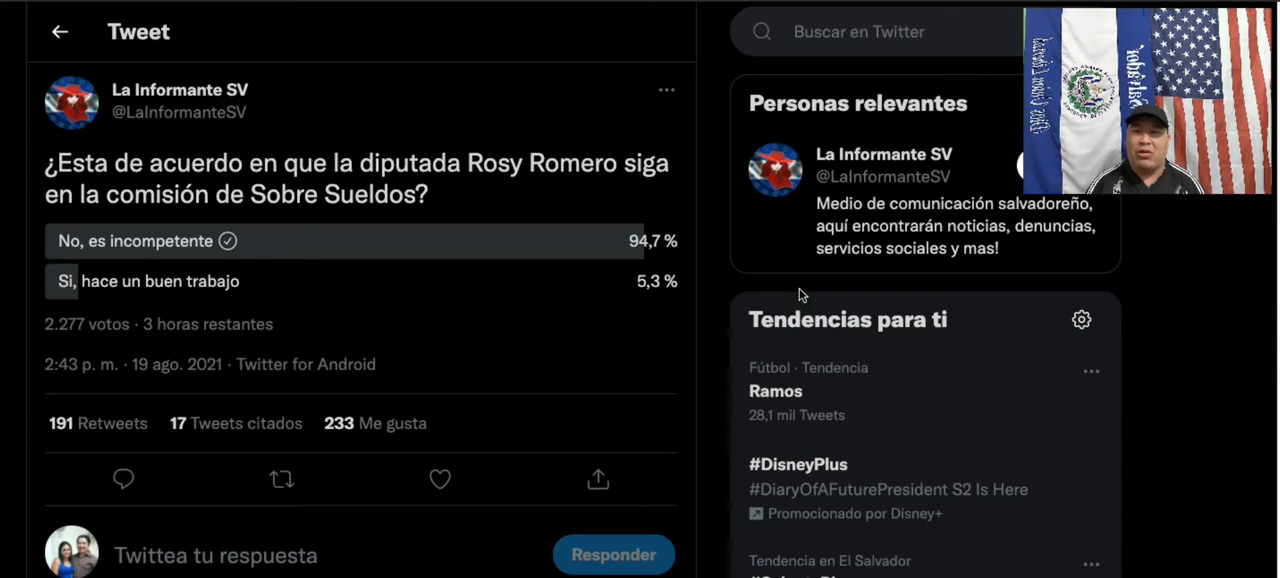 Tweet
La Informante SV
@LaInformanteSV
¿Esta de acuerdo en que la diputada Rosy Romero siga
en la comisión de Sobre Sueldos?
No, es incompetente
94,7 %
Si, hace un buen trabajo
5,3 %
2.277 votos · 3 horas restantes
2:43 p. m. · 19 ago. 2021 · Twitter for Android
191 Retweets 17 Tweets citados 233 Me gusta
Twittea tu respuesta
Responder
Buscar en Twitter
Personas relevantes
La Informante SV
@LaInformanteSV
Medio de comunicación salvadoreño,
aquí encontrarán noticias, denuncias,
servicios sociales y mas!
Tendencias para ti
Fútbol · Tendencia
Ramos
28,1 mil Tweets
#DisneyPlus
#DiaryOfAFuturePresident S2 Is Here
Promocionado por Disney+
Tendencia en El Salvador